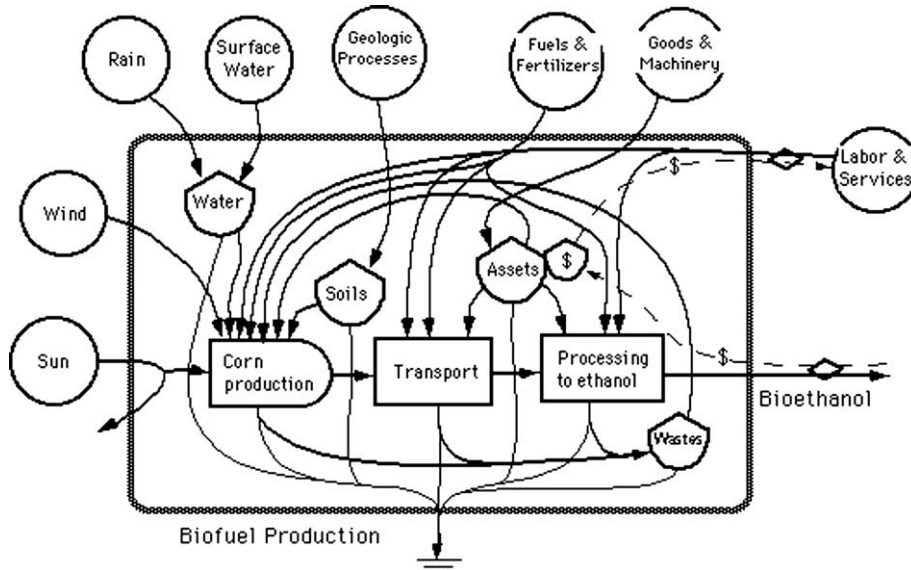 Rain
Surface
Water
Geologic
Processes
Fuels &
Fertilizers
Goods &
Machinery
Labor &
Services
$
Water
Wind
Assets
$
Soils
Sun
Corn
production
Transport
Processing
to ethanol
$
Bioethanol
Wastes
Biofuel Production